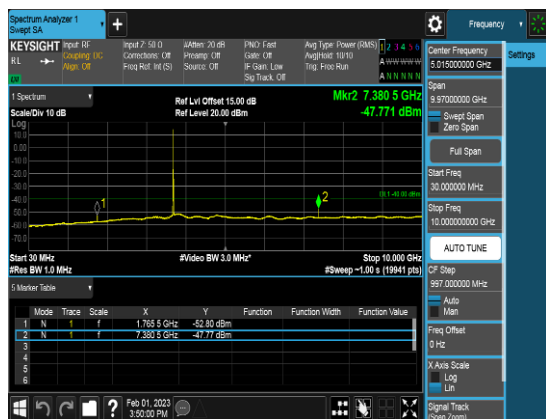 Spectrum Analyzer 1
Swept SA
Frequency
KEYSIGHT
RL
Input: RF
Coupling: DC
Align: Off
Input Z: 50 Ω
Corrections: Off
Freq Ref: Int (S)
#Atten: 20 dB
Preamp: Off
Source: Off
PNO: Fast
Gate: Off
IF Gain: Low
Sig Track: Off
Avg Type: Power (RMS)
Avg|Hold: 10/10
Trig: Free Run
1 2 3 4 5 6
A W W W W W
A N N N N N
1 Spectrum
Scale/Div 10 dB
Ref Lvl Offset 15.00 dB
Ref Level 20.00 dBm
Mkr2 7.380 5 GHz
-47.771 dBm
Log
10.0
0.00
-10.0
-20.0
-30.0
-40.0
-50.0
-60.0
-70.0
1
2
DL1 -40.00 dBm
Start 30 MHz
#Video BW 3.0 MHz*
Stop 10.000 GHz
#Res BW 1.0 MHz
#Sweep ~1.00 s (19941 pts)
5 Marker Table
Mode Trace Scale X Y Function Function Width Function Value
1 N 1 f 1.765 5 GHz -52.80 dBm
2 N 1 f 7.380 5 GHz -47.77 dBm
3
4
5
6
Feb 01, 2023
3:50:00 PM
Settings
Center Frequency
5.015000000 GHz
Span
9.97000000 GHz
Swept Span
Zero Span
Full Span
Start Freq
30.000000 MHz
Stop Freq
10.000000000 GHz
AUTO TUNE
CF Step
997.000000 MHz
Auto
Man
Freq Offset
0 Hz
X Axis Scale
Log
Lin
Signal Track
(Span Zoom)